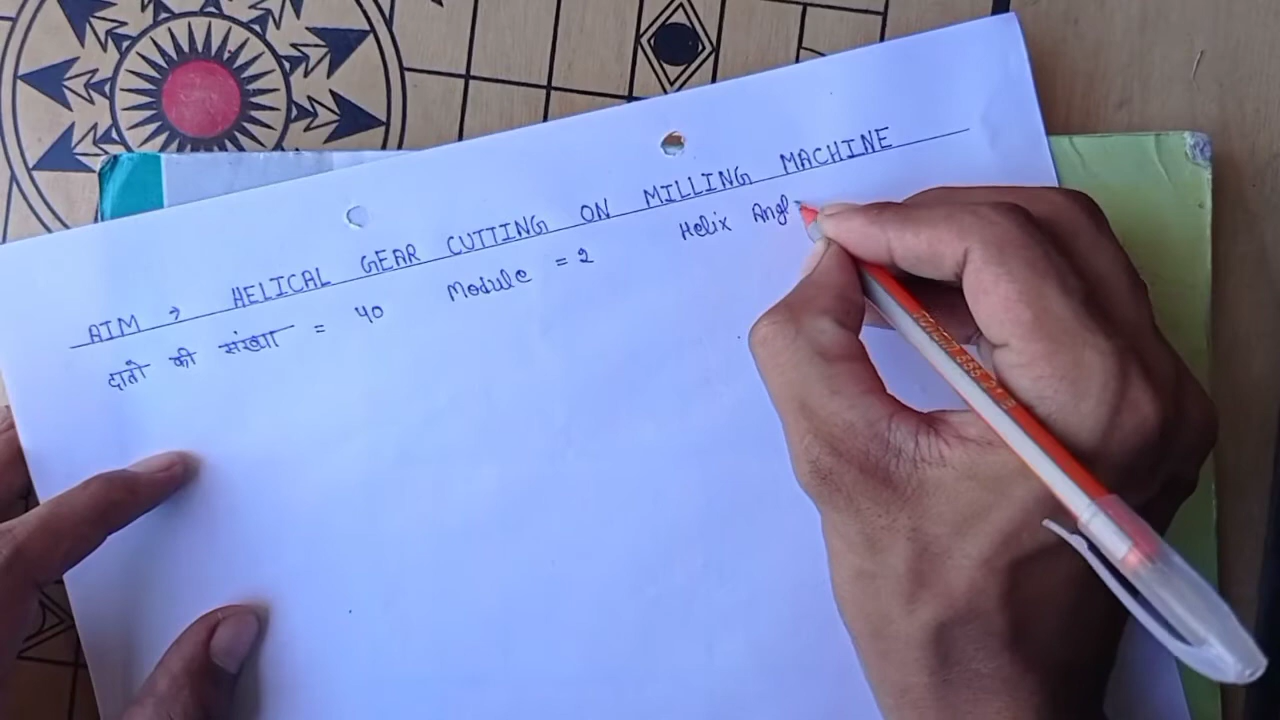 AIM → HELICAL GEAR CUTTING ON MILLING MACHINE
दातो की संख्या = 40 Module = 2 Helix Angl